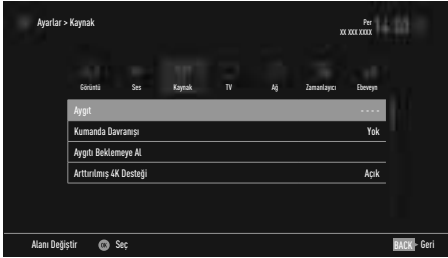 Ayarlar > Kaynak
Per
XX XXX XXXX
Görüntü Ses Kaynak TV Ağ Zamanlayıcı Ebeveyn
Aygıt - - - -
Kumanda Davranışı Yok
Aygıtı Beklemeye Al
Arttırılmış 4K Desteği Açık
Alanı Değiştir OK Seç BACK Geri